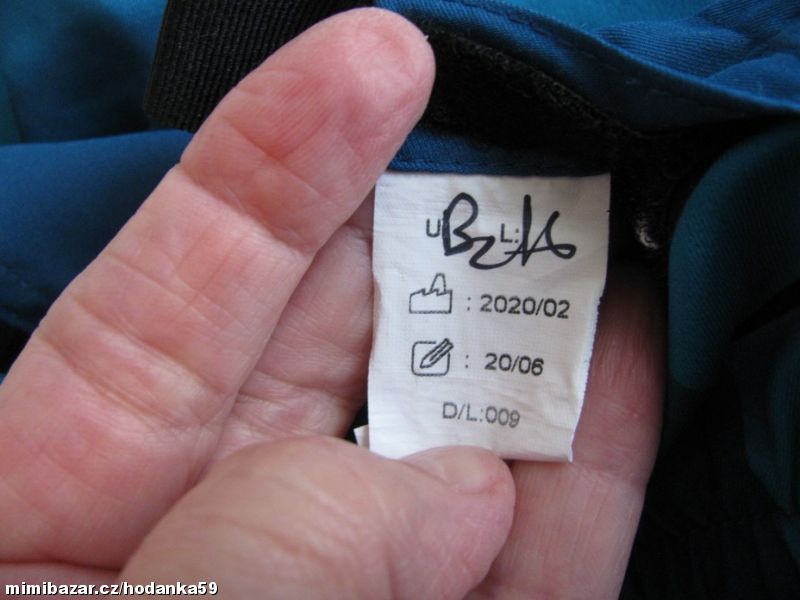 U L:
: 2020/02
: 20/06
D/L:009
mimibazar.cz/hodanka59